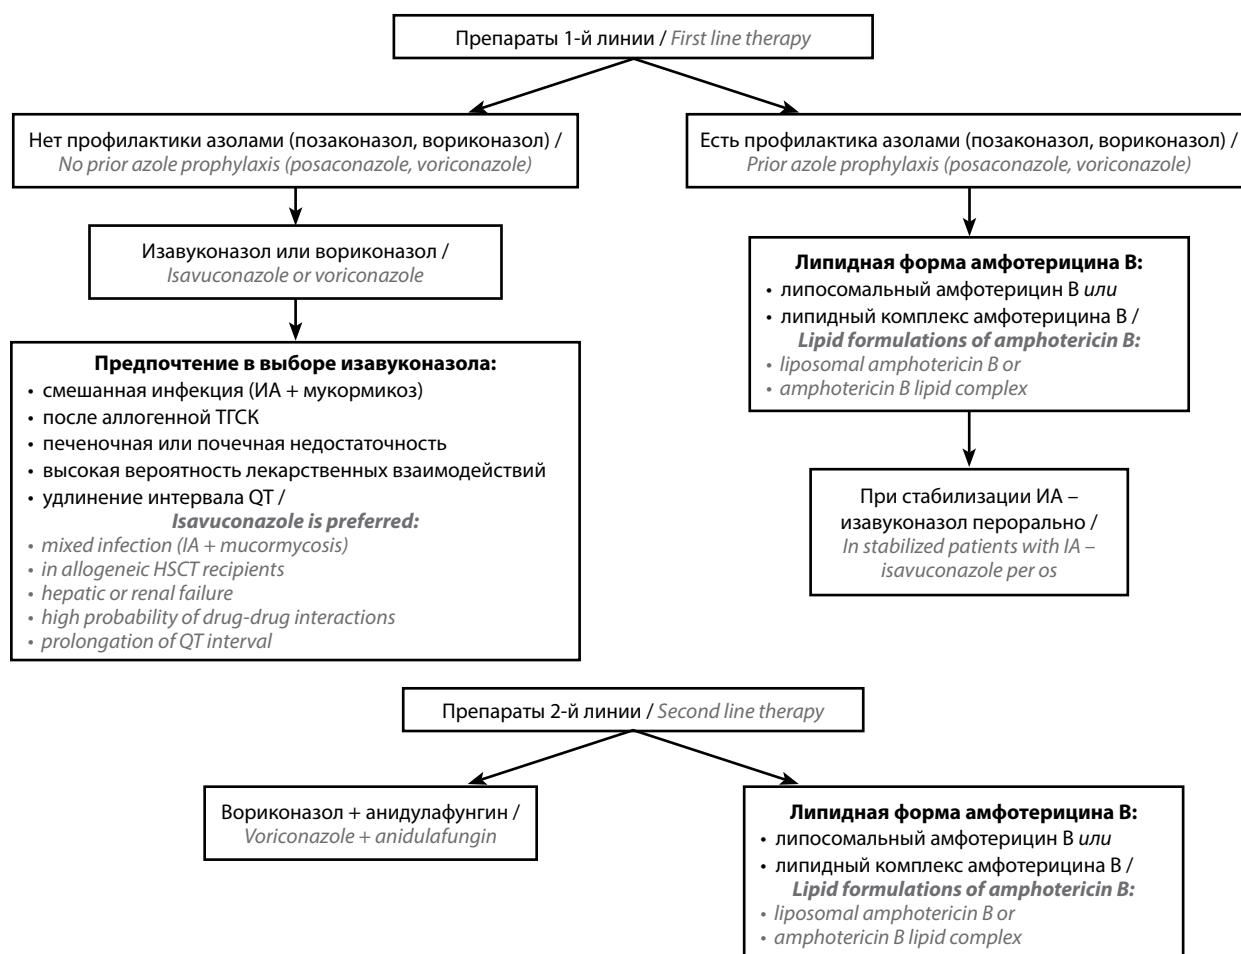 Препараты 1-й линии / First line therapy
Нет профилактики азолами (позаконазол, вориконазол) /
No prior azole prophylaxis (posaconazole, voriconazole)
Есть профилактика азолами (позаконазол, вориконазол) /
Prior azole prophylaxis (posaconazole, voriconazole)
Изавуконазол или вориконазол /
Isavuconazole or voriconazole
Липидная форма амфотерицина В:
• липосомальный амфотерицин В или
• липидный комплекс амфотерицина В /
Lipid formulations of amphotericin B:
• liposomal amphotericin B or
• amphotericin B lipid complex
Предпочтение в выборе изавуконазола:
• смешанная инфекция (ИА + мукормикоз)
• после аллогенной ТГСК
• печеночная или почечная недостаточность
• высокая вероятность лекарственных взаимодействий
• удлинение интервала QT /
Isavuconazole is preferred:
• mixed infection (IA + mucormycosis)
• in allogeneic HSCT recipients
• hepatic or renal failure
• high probability of drug-drug interactions
• prolongation of QT interval
При стабилизации ИА –
изавуконазол перорально /
In stabilized patients with IA –
isavuconazole per os
Препараты 2-й линии / Second line therapy
Вориконазол + анидулафунгин /
Voriconazole + anidulafungin
Липидная форма амфотерицина В:
• липосомальный амфотерицин В или
• липидный комплекс амфотерицина В /
Lipid formulations of amphotericin B:
• liposomal amphotericin B or
• amphotericin B lipid complex